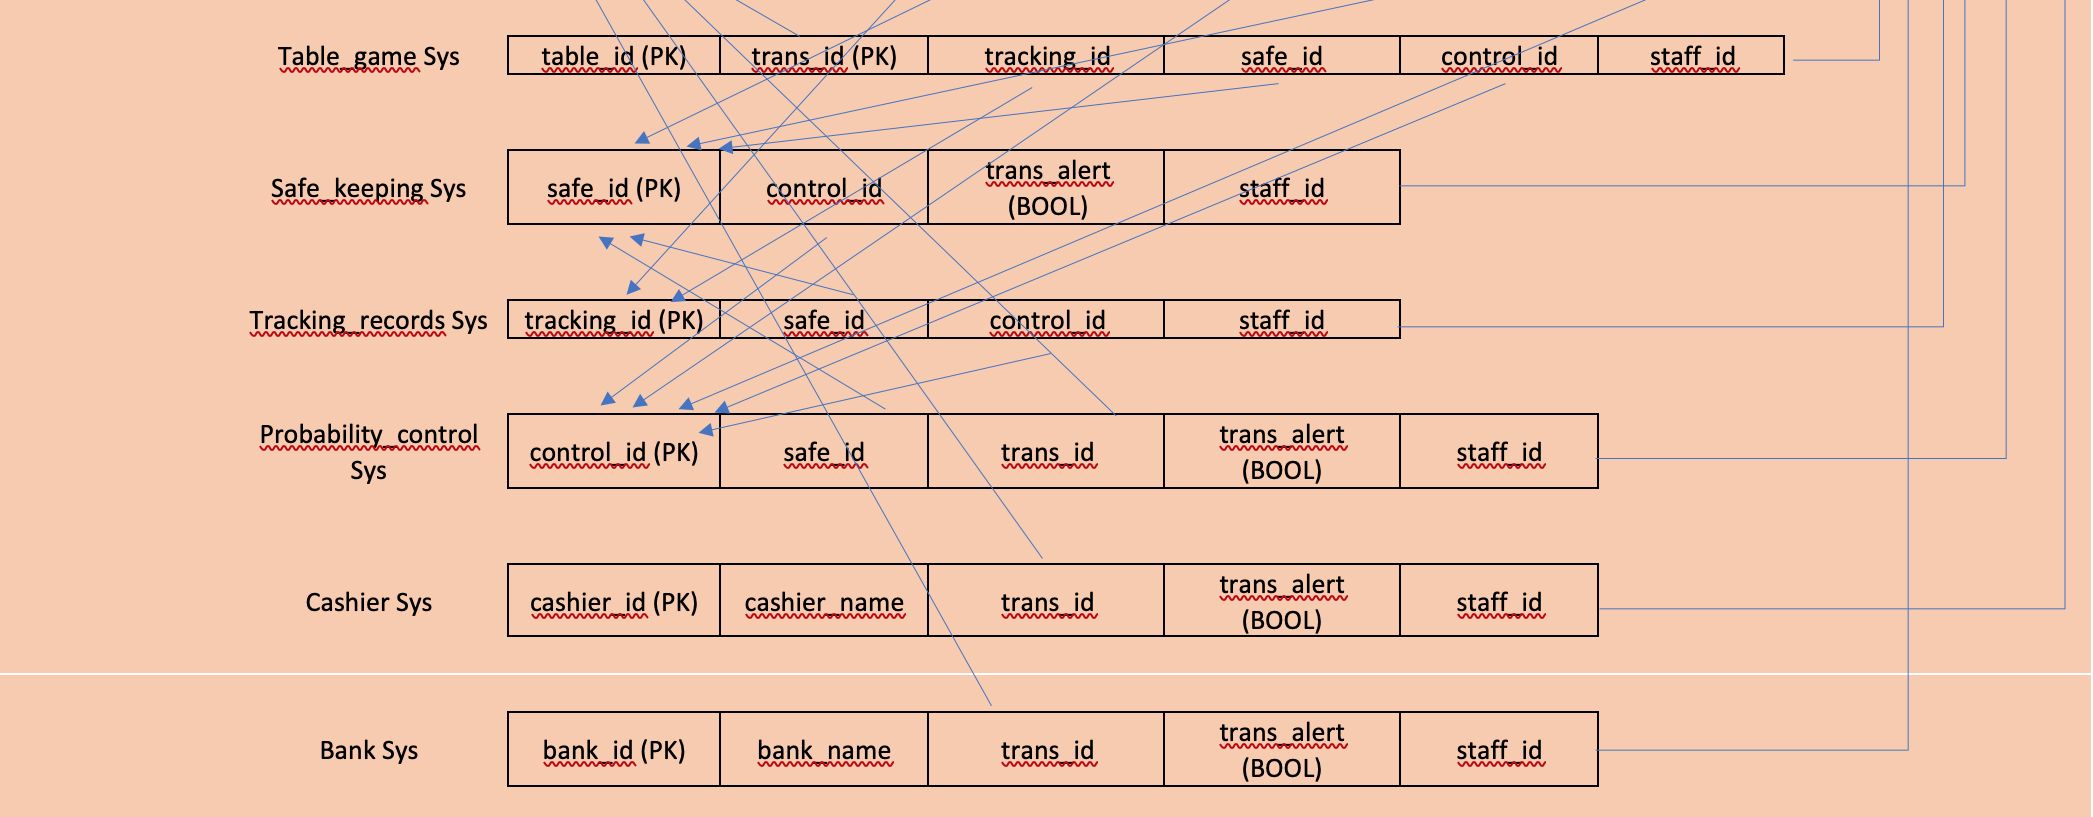 Table_game Sys table_id (PK) trans_id (PK) tracking_id safe_id control_id staff_id
Safe_keeping Sys safe_id (PK) control_id trans_alert (BOOL) staff_id
Tracking_records Sys tracking_id (PK) safe_id control_id staff_id
Probability_control Sys control_id (PK) safe_id trans_id trans_alert (BOOL) staff_id
Cashier Sys cashier_id (PK) cashier_name trans_id trans_alert (BOOL) staff_id
Bank Sys bank_id (PK) bank_name trans_id trans_alert (BOOL) staff_id